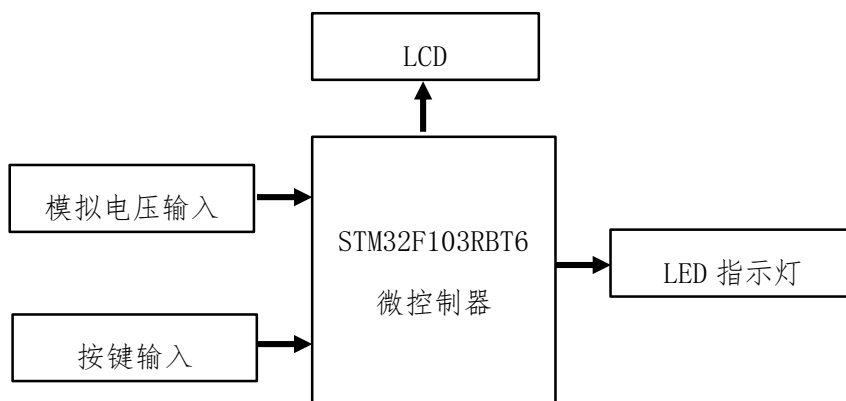 LCD
模拟电压输入
STM32F103RBT6
微控制器
LED 指示灯
按键输入